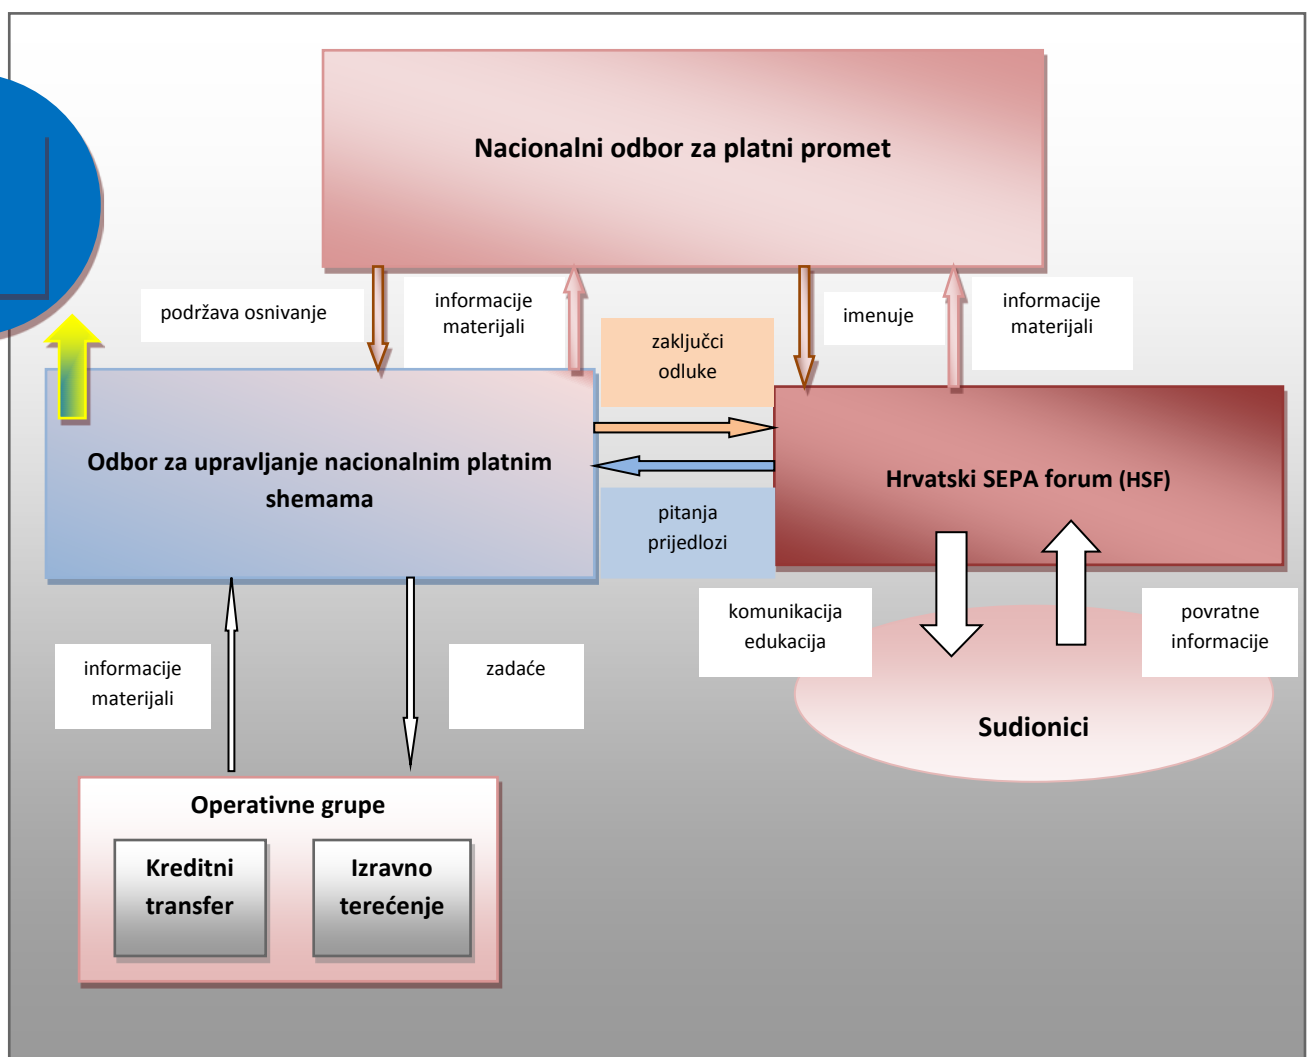 Nacionalni odbor za platni promet
podržava osnivanje
informacije
materijali
imenuje
informacije
materijali
zaključci
odluke
Odbor za upravljanje nacionalnim platnim
shemama
Hrvatski SEPA forum (HSF)
pitanja
prijedlozi
komunikacija
edukacija
povratne
informacije
informacije
materijali
zadaće
Sudionici
Operativne grupe
Kreditni
transfer
Izravno
terećenje